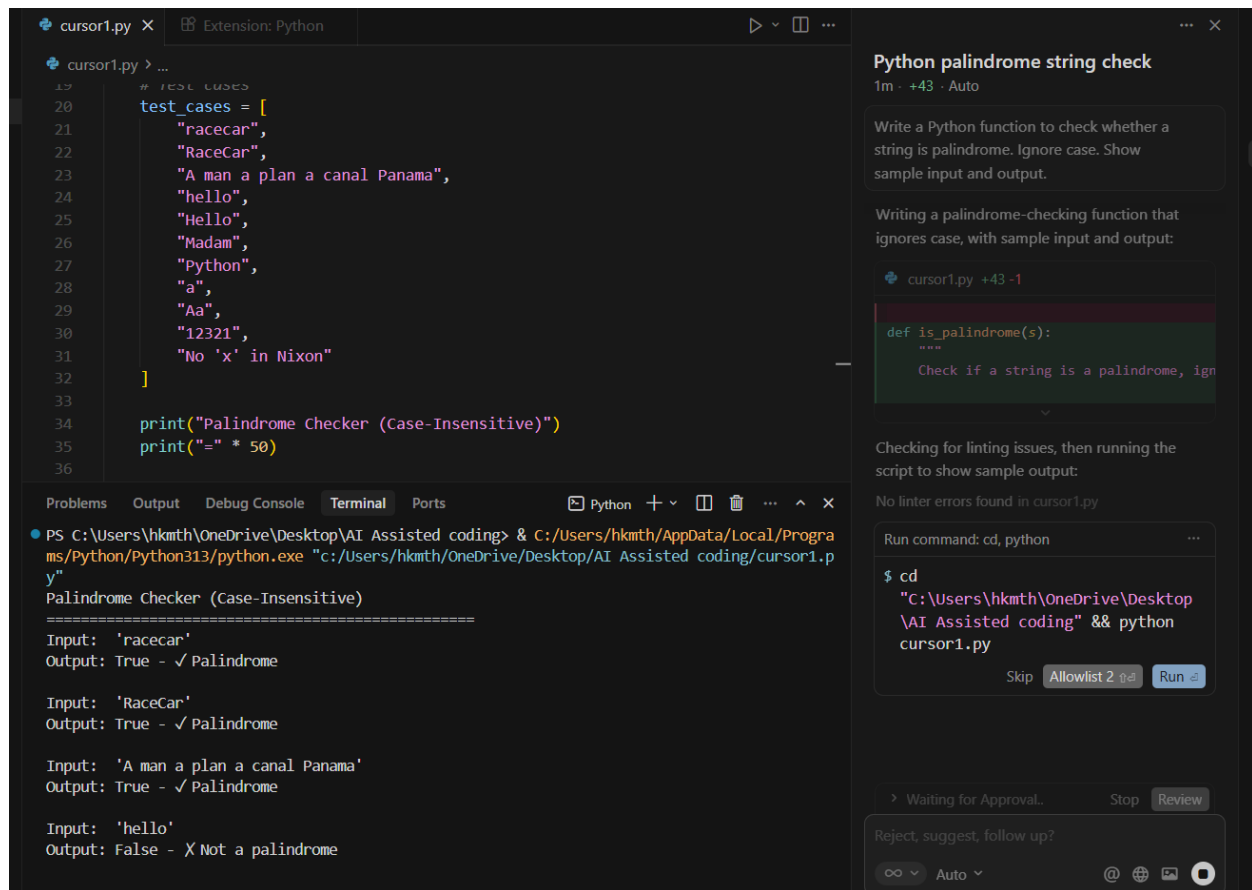 cursor1.py
Extension: Python
cursor1.py > ...
19 # Test cases
20 test_cases = [
21 "racecar",
22 "RaceCar",
23 "A man a plan a canal Panama",
24 "hello",
25 "Hello",
26 "Madam",
27 "Python",
28 "a",
29 "Aa",
30 "12321",
31 "No 'x' in Nixon"
32 ]
33
34 print("Palindrome Checker (Case-Insensitive)")
35 print("=" * 50)
36
Problems Output Debug Console Terminal Ports Python
PS C:\Users\hkmth\OneDrive\Desktop\AI Assisted coding> & C:/Users/hkmth/AppData/Local/Progra
ms/Python/Python313/python.exe "c:/Users/hkmth/OneDrive/Desktop/AI Assisted coding/cursor1.p
y"
Palindrome Checker (Case-Insensitive)
==================================================
Input:  'racecar'
Output: True - ✓ Palindrome
Input:  'RaceCar'
Output: True - ✓ Palindrome
Input:  'A man a plan a canal Panama'
Output: True - ✓ Palindrome
Input:  'hello'
Output: False - ✗ Not a palindrome
Python palindrome string check
1m · +43 · Auto
Write a Python function to check whether a
string is palindrome. Ignore case. Show
sample input and output.
Writing a palindrome-checking function that
ignores case, with sample input and output:
cursor1.py +43 -1
def is_palindrome(s):
"""
Check if a string is a palindrome, ign
Checking for linting issues, then running the
script to show sample output:
No linter errors found in cursor1.py
Run command: cd, python
$ cd
"C:\Users\hkmth\OneDrive\Desktop
\AI Assisted coding" && python
cursor1.py
Skip Allowlist 2 Run
> Waiting for Approval.. Stop Review
Reject, suggest, follow up?
∞ Auto @